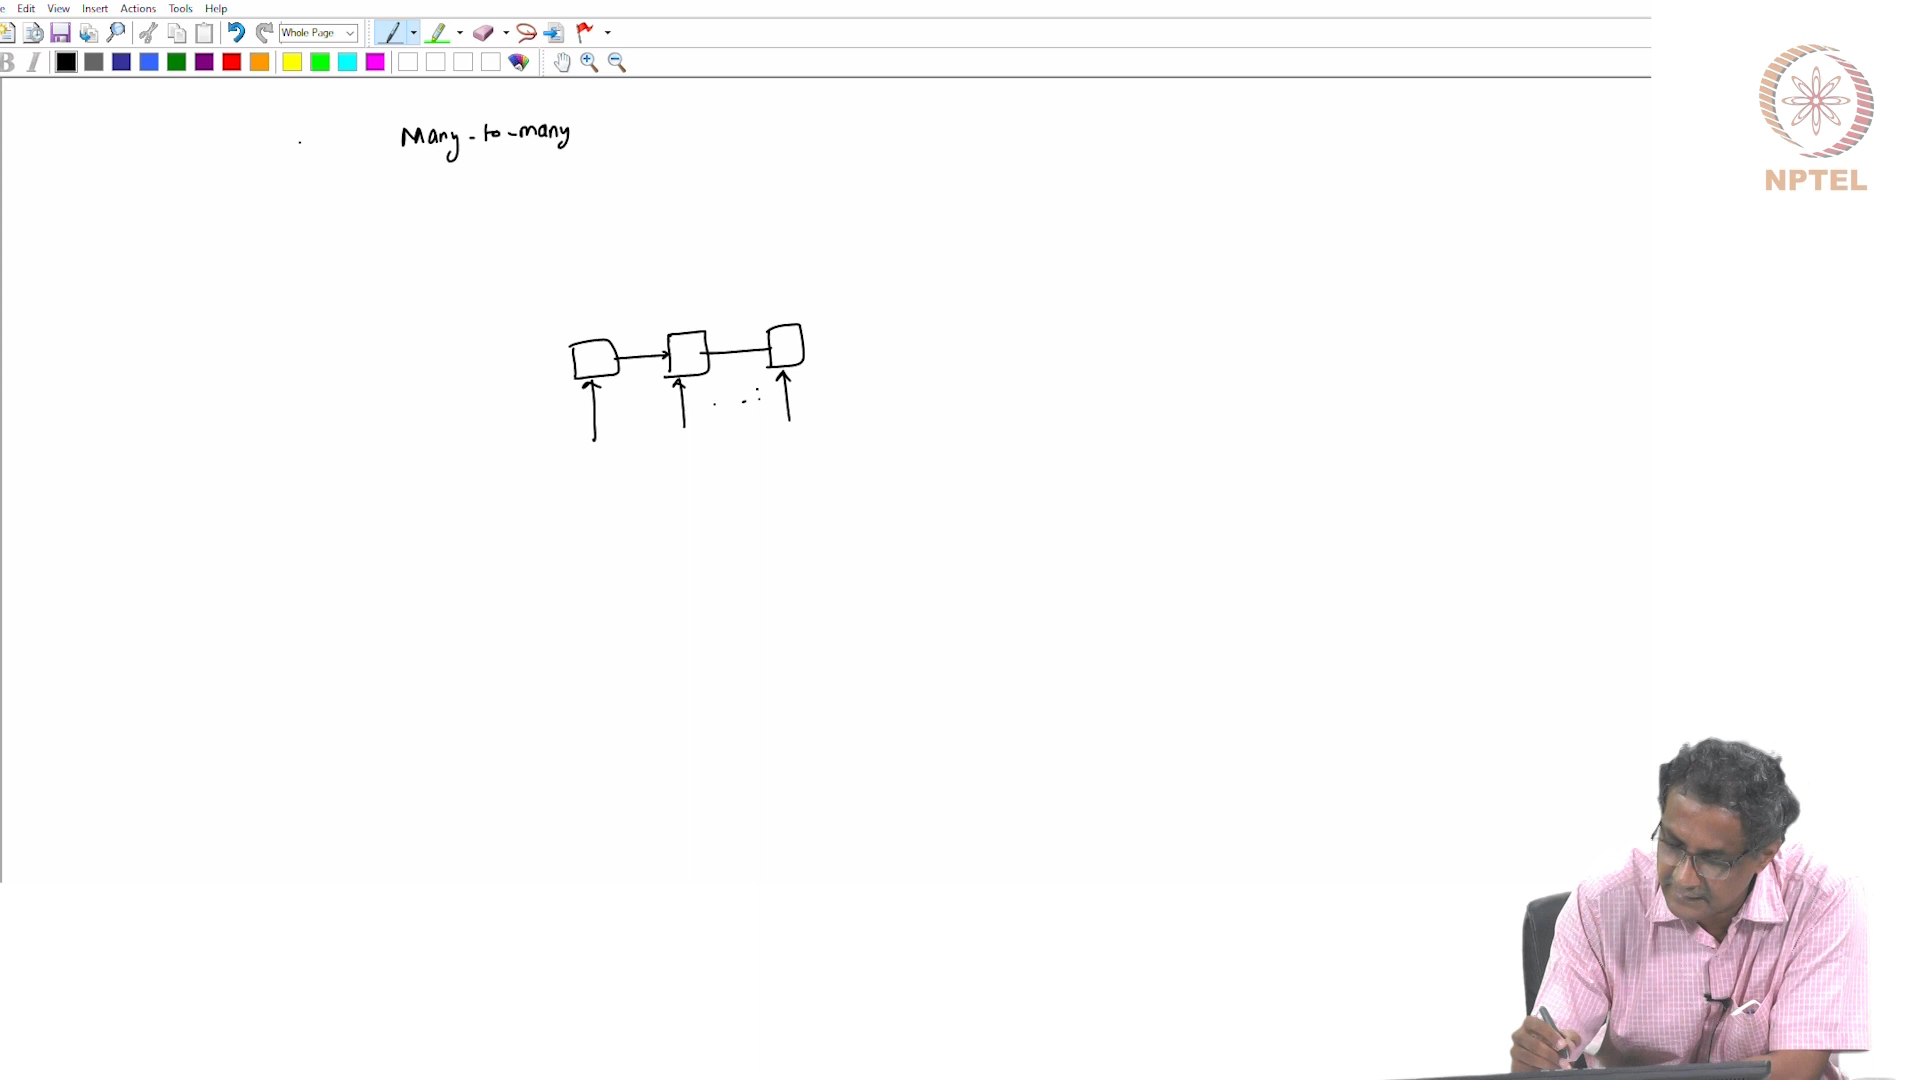 Edit View Insert Actions Tools Help
Whole Page
B I
Many-to-many
NPTEL